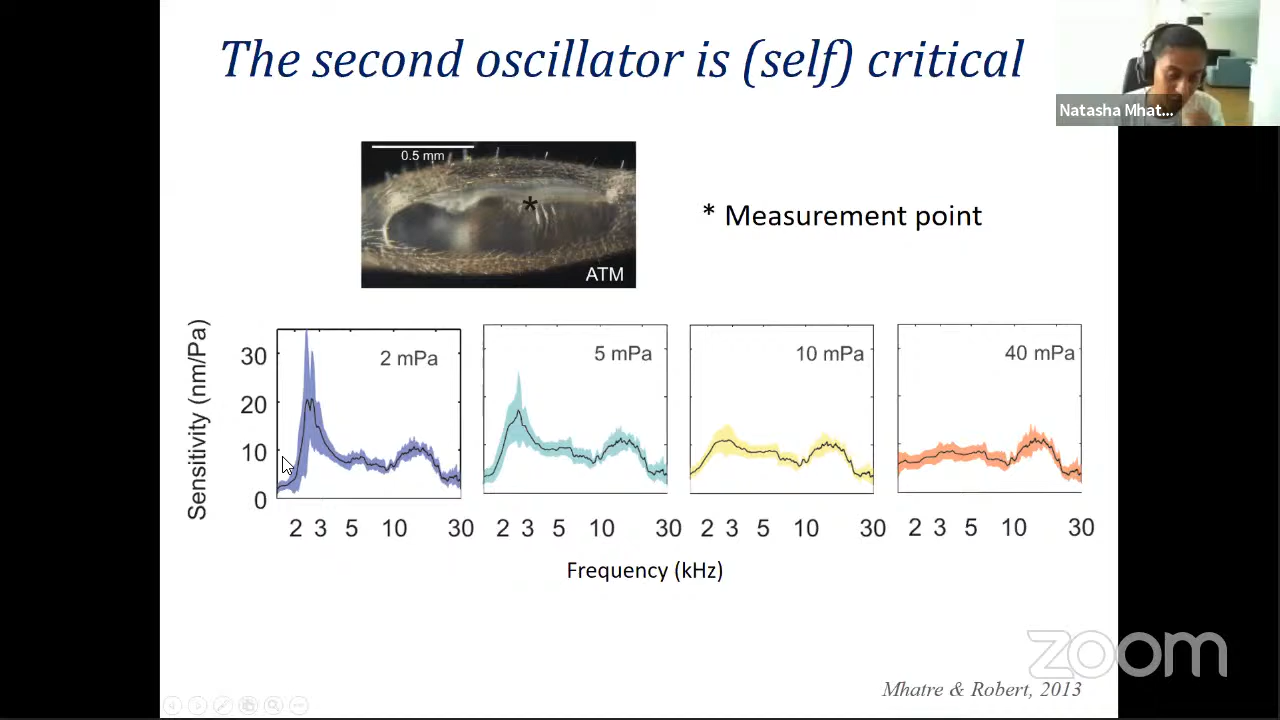 The second oscillator is (self) critical
Natasha Mhat...
0.5 mm
*
ATM
* Measurement point
Sensitivity (nm/Pa)
30
20
10
0
2 mPa
5 mPa
10 mPa
40 mPa
2 3 5 10 30
2 3 5 10 30
2 3 5 10 30
2 3 5 10 30
Frequency (kHz)
zoom
Mhatre & Robert, 2013